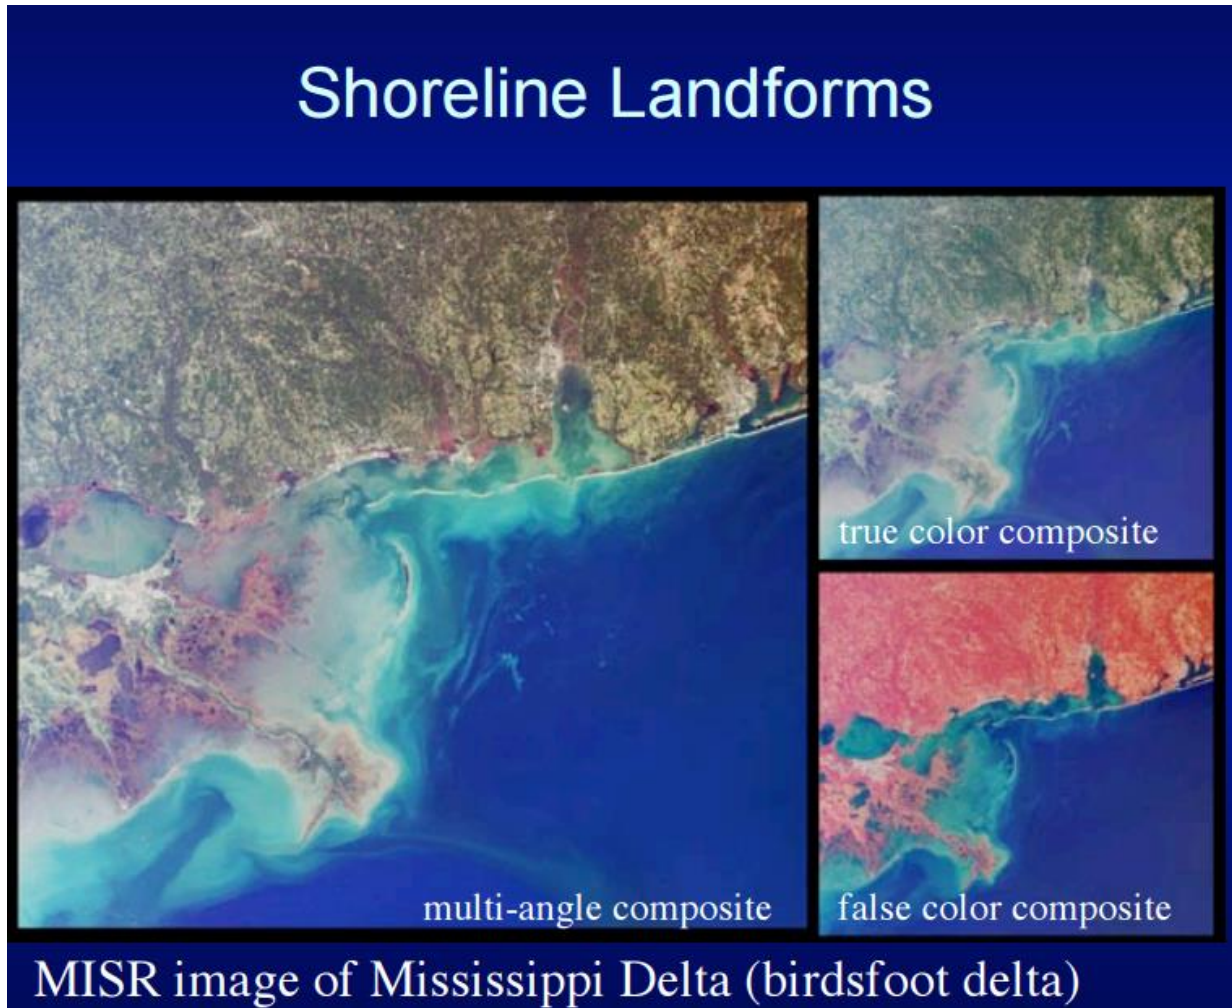 Shoreline Landforms
true color composite
multi-angle composite
false color composite
MISR image of Mississippi Delta (birdsfoot delta)